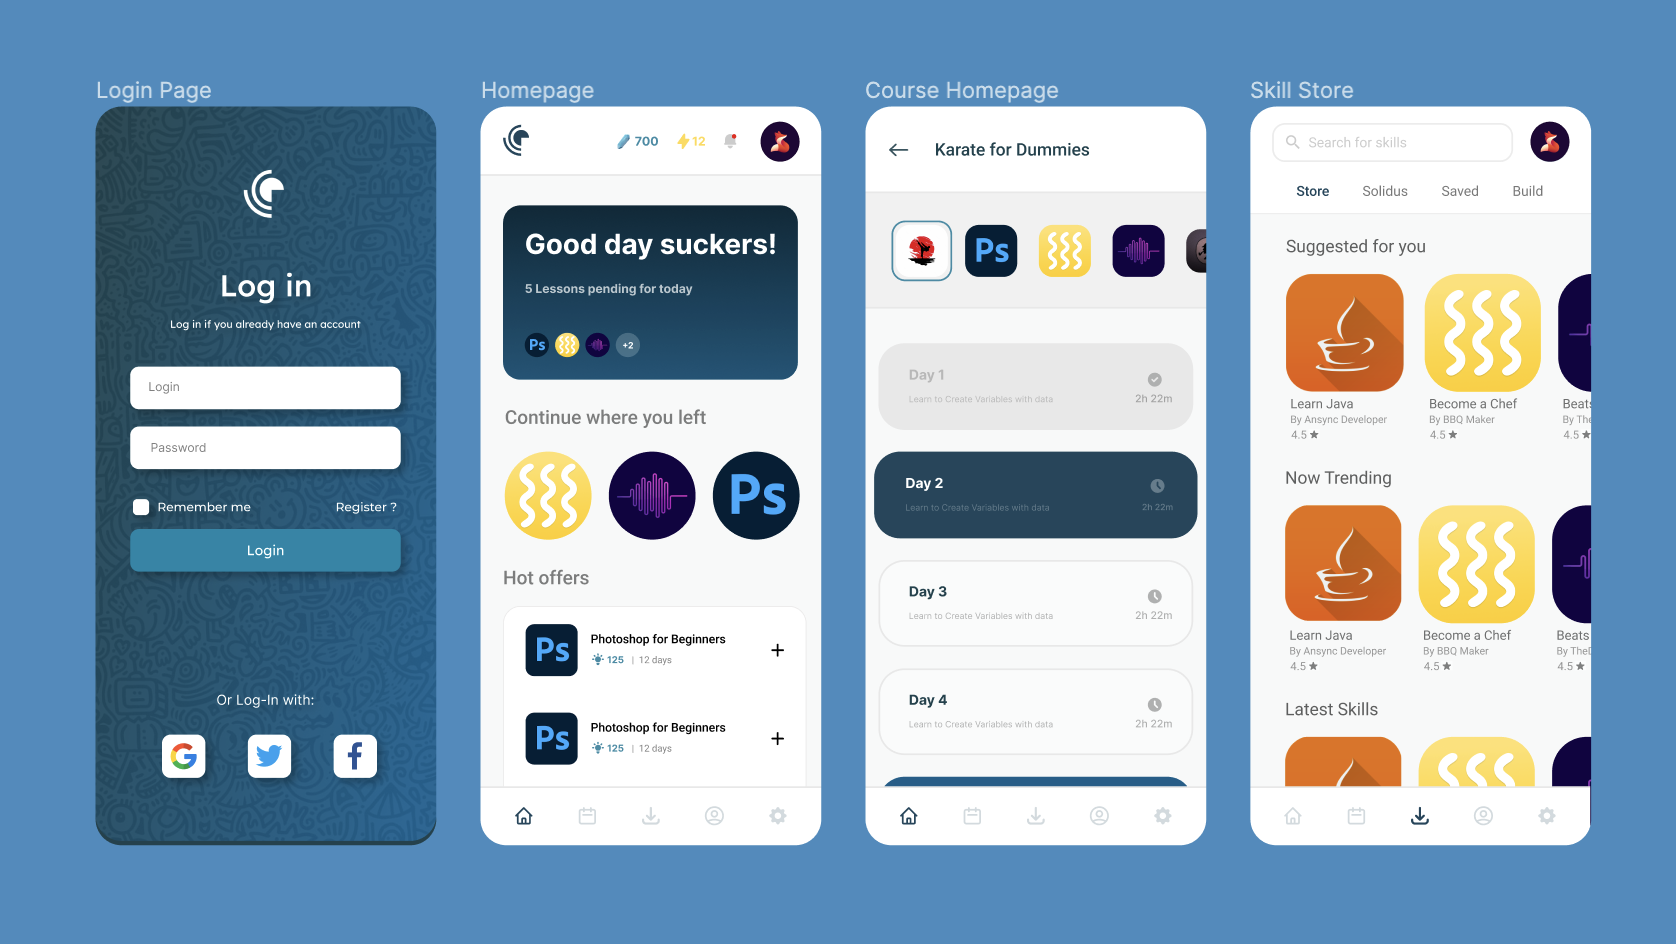 Login Page
Log in
Log in if you already have an account
Login
Password
Remember me
Register ?
Login
Or Log-In with:
Homepage
700
12
Good day suckers!
5 Lessons pending for today
Ps
+2
Continue where you left
Ps
Hot offers
Ps
Photoshop for Beginners
125 | 12 days
Ps
Photoshop for Beginners
125 | 12 days
Course Homepage
Karate for Dummies
Ps
Day 1
Learn to Create Variables with data
2h 22m
Day 2
Learn to Create Variables with data
2h 22m
Day 3
Learn to Create Variables with data
2h 22m
Day 4
Learn to Create Variables with data
2h 22m
Skill Store
Search for skills
Store Solidus Saved Build
Suggested for you
Learn Java
By Ansync Developer
4.5
Become a Chef
By BBQ Maker
4.5
Beats
By The
4.5
Now Trending
Learn Java
By Ansync Developer
4.5
Become a Chef
By BBQ Maker
4.5
Beats
By TheD
4.5
Latest Skills